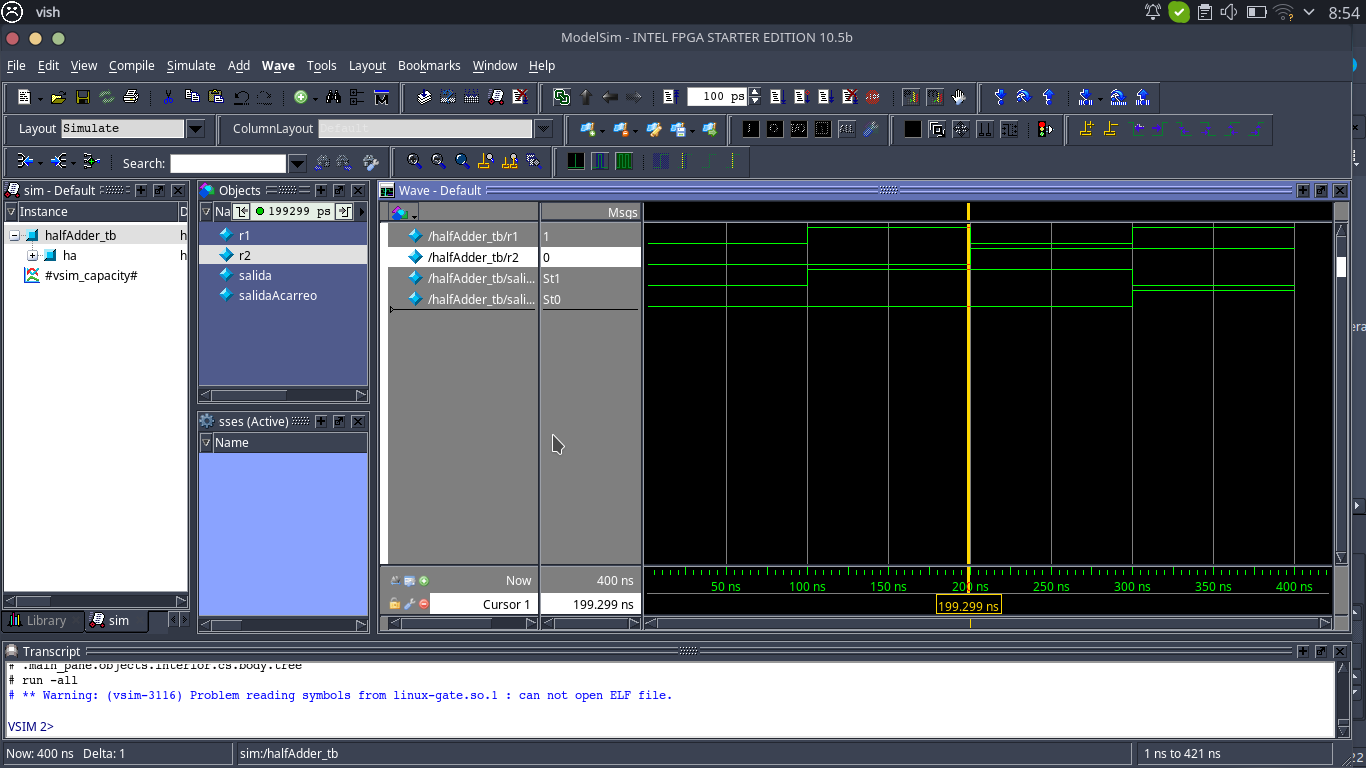 vish
8:54
ModelSim - INTEL FPGA STARTER EDITION 10.5b
File Edit View Compile Simulate Add Wave Tools Layout Bookmarks Window Help
100 ps
Layout Simulate ColumnLayout Default
Search:
sim - Default
Instance
halfAdder_tb h
ha h
#vsim_capacity#
Library sim
Objects
Na 199299 ps
r1
r2
salida
salidaAcarreo
sses (Active)
Name
Wave - Default
Msgs
/halfAdder_tb/r1 1
/halfAdder_tb/r2 0
/halfAdder_tb/sali... St1
/halfAdder_tb/sali... St0
Now 400 ns
50 ns 100 ns 150 ns 200 ns 250 ns 300 ns 350 ns 400 ns
Cursor 1 199.299 ns
199.299 ns
Transcript
# .main_pane.objects.interior.cs.body.tree
# run -all
# ** Warning: (vsim-3116) Problem reading symbols from linux-gate.so.1 : can not open ELF file.
VSIM 2>
Now: 400 ns Delta: 1 sim:/halfAdder_tb 1 ns to 421 ns